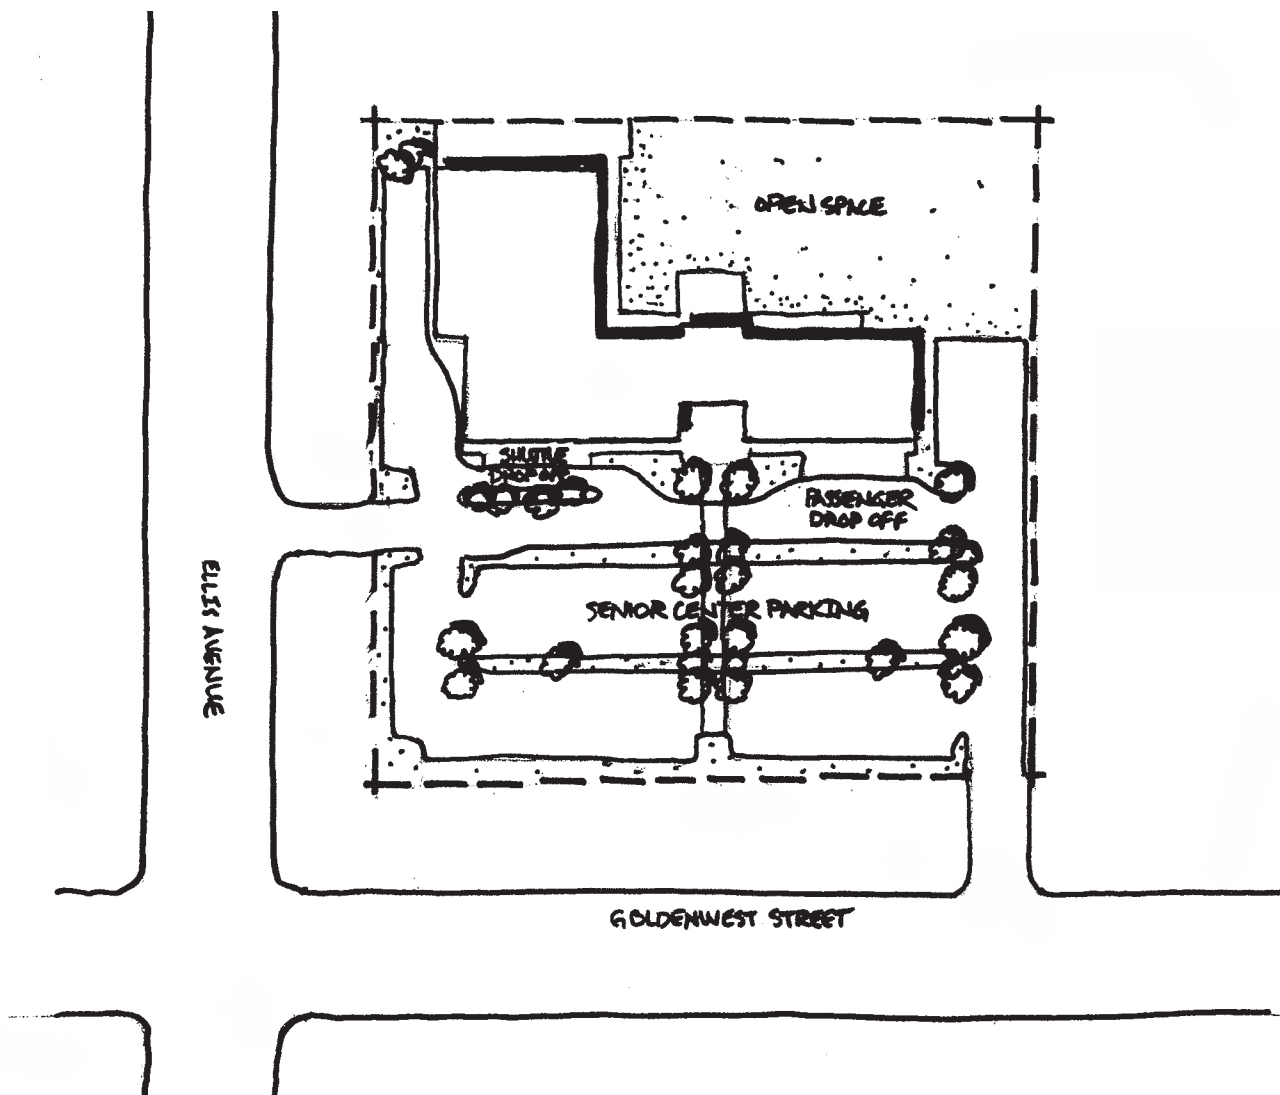 OPEN SPACE
SHUTTLE
DROP OFF
PASSENGER
DROP OFF
SENIOR CENTER PARKING
ELLIS AVENUE
GOLDENWEST STREET